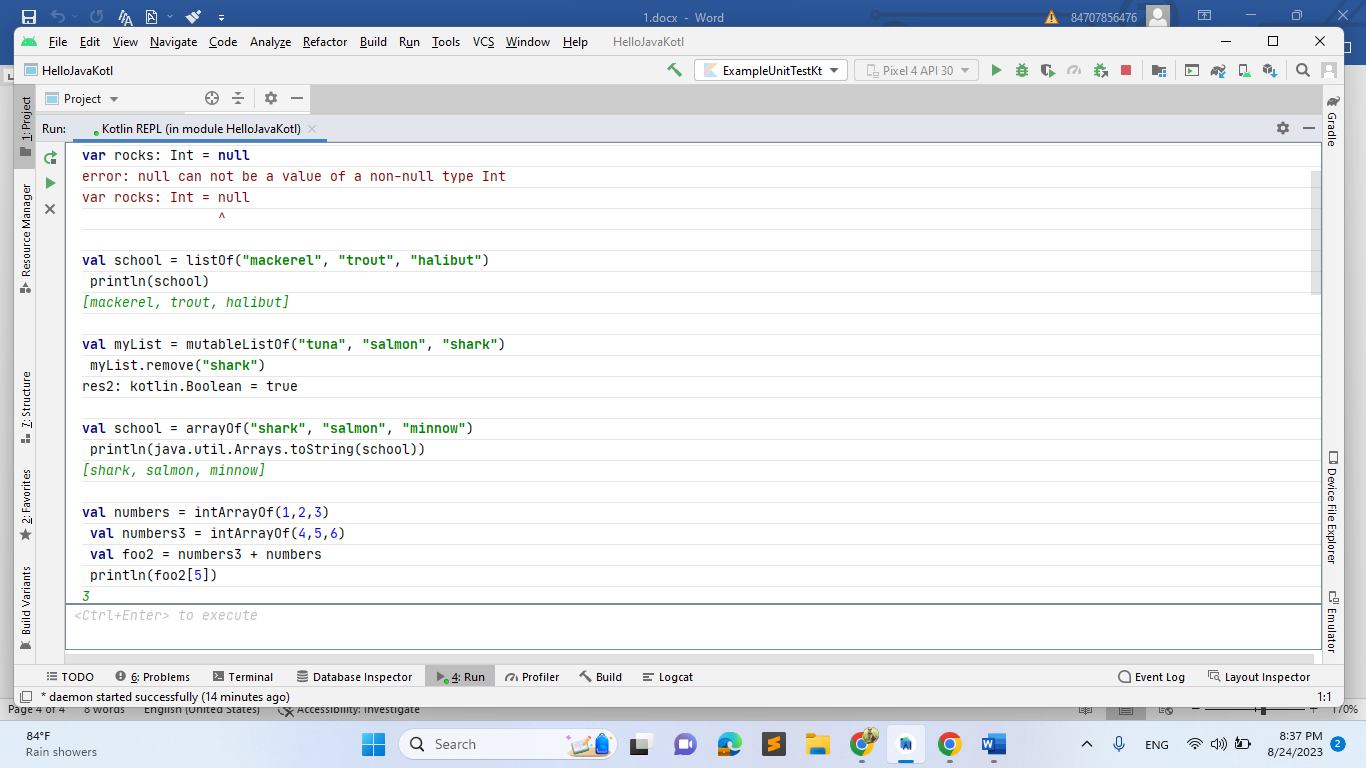 1.docx - Word
84707856476
File Edit View Navigate Code Analyze Refactor Build Run Tools VCS Window Help HelloJavaKotl
HelloJavaKotl
ExampleUnitTestKt
Pixel 4 API 30
1: Project
Project
Run: Kotlin REPL (in module HelloJavaKotl)
Gradle
var rocks: Int = null
error: null can not be a value of a non-null type Int
var rocks: Int = null
^
Resource Manager
val school = listOf("mackerel", "trout", "halibut")
println(school)
[mackerel, trout, halibut]
val myList = mutableListOf("tuna", "salmon", "shark")
myList.remove("shark")
res2: kotlin.Boolean = true
7: Structure
val school = arrayOf("shark", "salmon", "minnow")
println(java.util.Arrays.toString(school))
[shark, salmon, minnow]
2: Favorites
Device File Explorer
val numbers = intArrayOf(1,2,3)
val numbers3 = intArrayOf(4,5,6)
val foo2 = numbers3 + numbers
println(foo2[5])
3
Build Variants
Emulator
<Ctrl+Enter> to execute
TODO 6: Problems Terminal Database Inspector 4: Run Profiler Build Logcat Event Log Layout Inspector
* daemon started successfully (14 minutes ago) 1:1
Page 4 of 4 8 words English (United States) Accessibility: Investigate 170%
84°F
Rain showers
Search
ENG
8:37 PM
8/24/2023
2